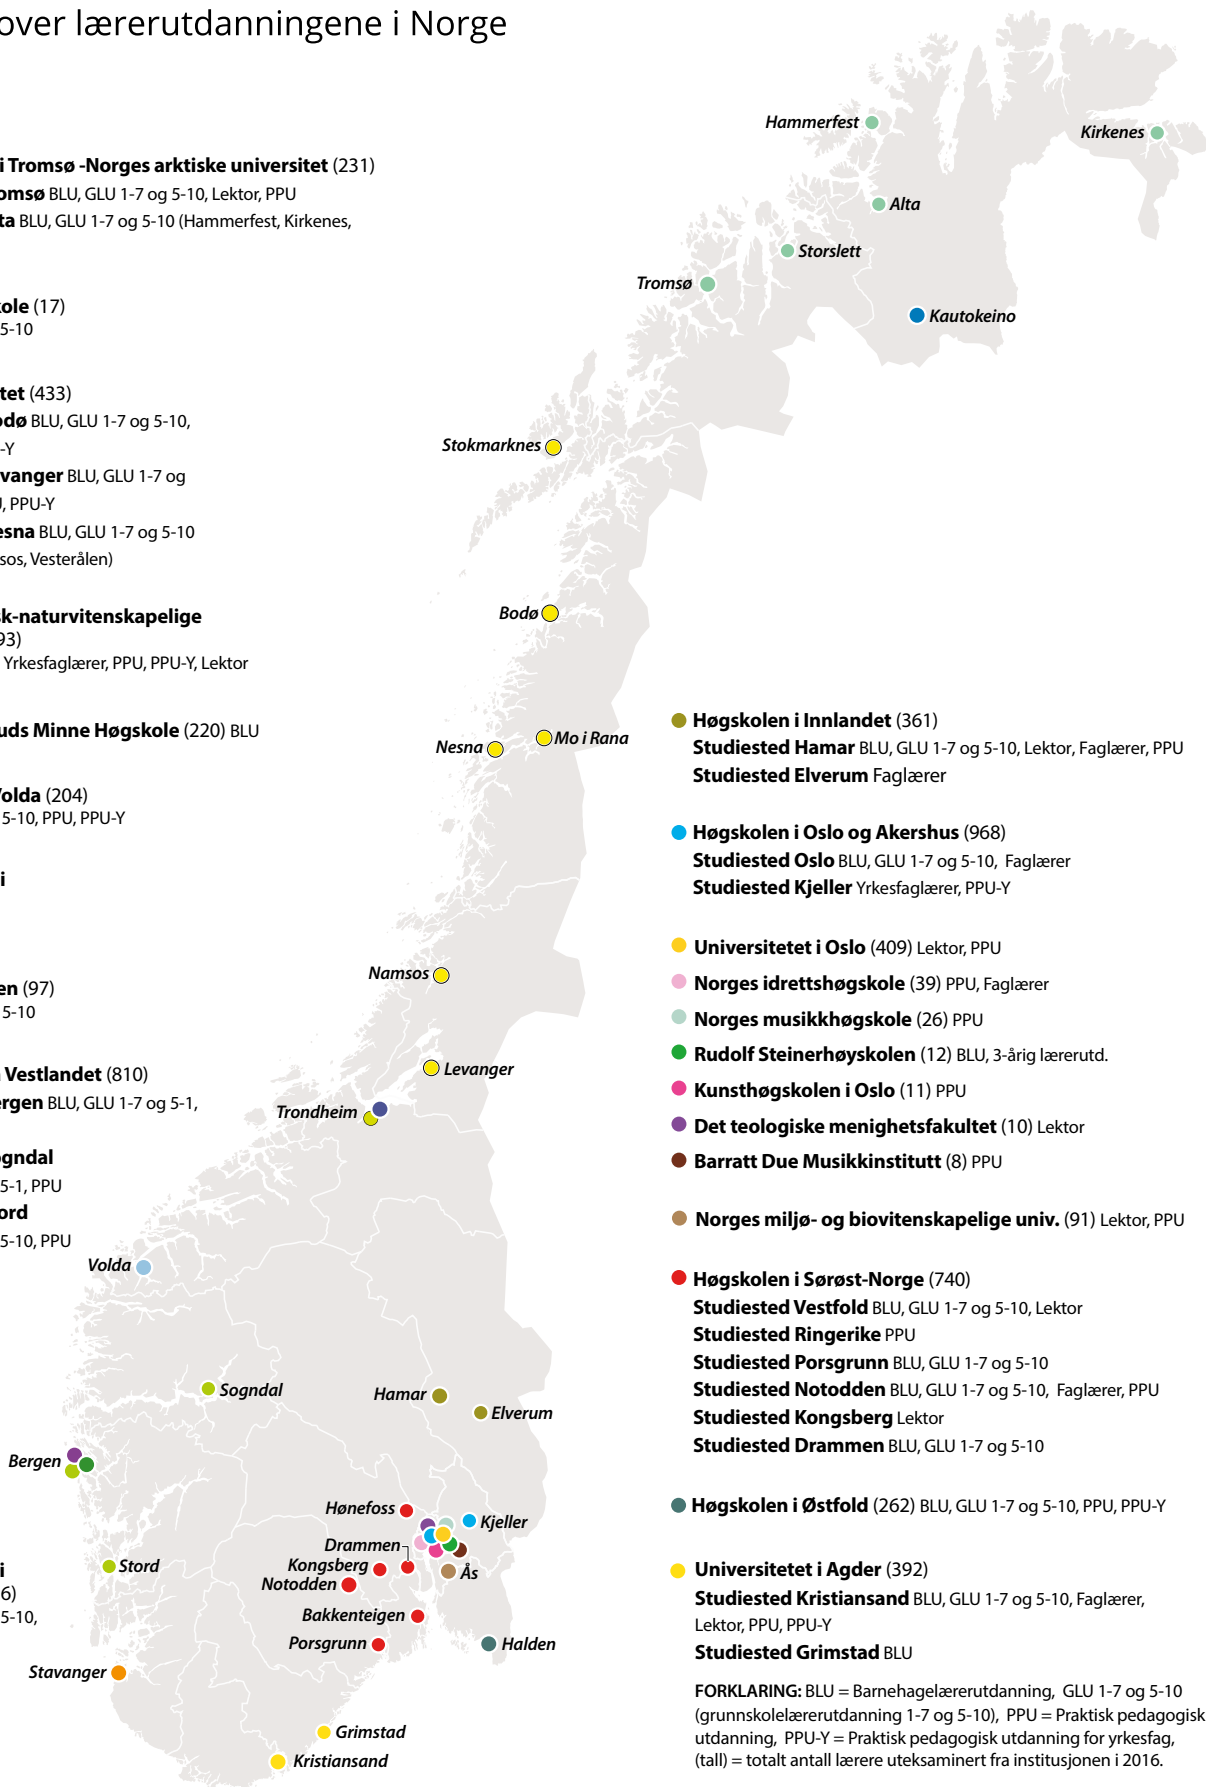 over lærerutdanningene i Norge
i Tromsø -Norges arktiske universitet (231)
omsø BLU, GLU 1-7 og 5-10, Lektor, PPU
ta BLU, GLU 1-7 og 5-10 (Hammerfest, Kirkenes,
kole (17)
5-10
tet (433)
odø BLU, GLU 1-7 og 5-10,
-Y
vanger BLU, GLU 1-7 og
, PPU-Y
esna BLU, GLU 1-7 og 5-10
sos, Vesterålen)
sk-naturvitenskapelige
93)
Yrkesfaglærer, PPU, PPU-Y, Lektor
uds Minne Høgskole (220) BLU
Volda (204)
5-10, PPU, PPU-Y
i
en (97)
5-10
Vestlandet (810)
ergen BLU, GLU 1-7 og 5-1,
ogndal
5-1, PPU
ord
5-10, PPU
i
6)
5-10,
Hammerfest
Kirkenes
Alta
Storslett
Tromsø
Kautokeino
Stokmarknes
Bodø
Nesna
Mo i Rana
Namsos
Levanger
Trondheim
Volda
Sogndal
Hamar
Elverum
Bergen
Hønefoss
Kjeller
Drammen
Kongsberg
Ås
Notodden
Stord
Bakkenteigen
Porsgrunn
Halden
Stavanger
Grimstad
Kristiansand
Høgskolen i Innlandet (361)
Studiested Hamar BLU, GLU 1-7 og 5-10, Lektor, Faglærer, PPU
Studiested Elverum Faglærer
Høgskolen i Oslo og Akershus (968)
Studiested Oslo BLU, GLU 1-7 og 5-10, Faglærer
Studiested Kjeller Yrkesfaglærer, PPU-Y
Universitetet i Oslo (409) Lektor, PPU
Norges idrettshøgskole (39) PPU, Faglærer
Norges musikkhøgskole (26) PPU
Rudolf Steinerhøyskolen (12) BLU, 3-årig lærerutd.
Kunsthøgskolen i Oslo (11) PPU
Det teologiske menighetsfakultet (10) Lektor
Barratt Due Musikkinstitutt (8) PPU
Norges miljø- og biovitenskapelige univ. (91) Lektor, PPU
Høgskolen i Sørøst-Norge (740)
Studiested Vestfold BLU, GLU 1-7 og 5-10, Lektor
Studiested Ringerike PPU
Studiested Porsgrunn BLU, GLU 1-7 og 5-10
Studiested Notodden BLU, GLU 1-7 og 5-10, Faglærer, PPU
Studiested Kongsberg Lektor
Studiested Drammen BLU, GLU 1-7 og 5-10
Høgskolen i Østfold (262) BLU, GLU 1-7 og 5-10, PPU, PPU-Y
Universitetet i Agder (392)
Studiested Kristiansand BLU, GLU 1-7 og 5-10, Faglærer,
Lektor, PPU, PPU-Y
Studiested Grimstad BLU
FORKLARING: BLU = Barnehagelærerutdanning, GLU 1-7 og 5-10
(grunnskolelærerutdanning 1-7 og 5-10), PPU = Praktisk pedagogisk
utdanning, PPU-Y = Praktisk pedagogisk utdanning for yrkesfag,
(tall) = totalt antall lærere uteksaminert fra institusjonen i 2016.